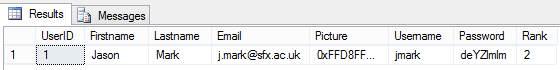 Results Messages
UserID Firstname Lastname Email Picture Username Password Rank
1 1 Jason Mark j.mark@sfx.ac.uk 0xFFD8FF... jmark deYZlmlm 2